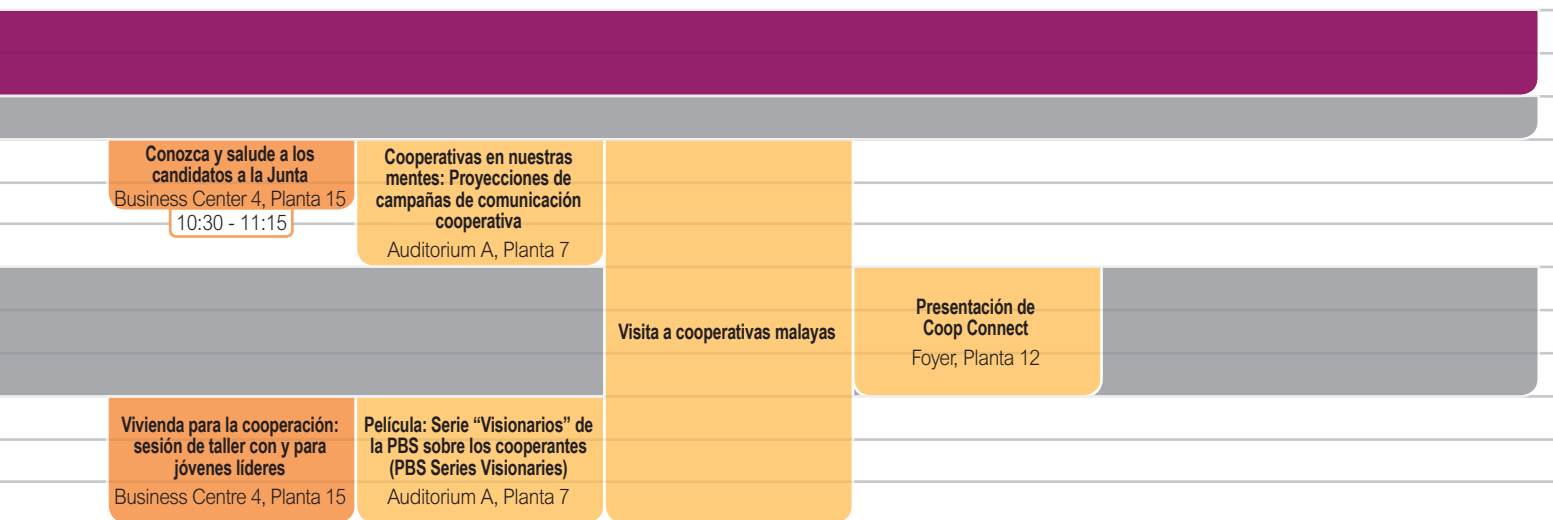 Conozca y salude a los
candidatos a la Junta
Business Center 4, Planta 15
10:30 - 11:15
Cooperativas en nuestras
mentes: Proyecciones de
campañas de comunicación
cooperativa
Auditorium A, Planta 7
Visita a cooperativas malayas
Presentación de
Coop Connect
Foyer, Planta 12
Vivienda para la cooperación:
sesión de taller con y para
jóvenes líderes
Business Centre 4, Planta 15
Película: Serie “Visionarios” de
la PBS sobre los cooperantes
(PBS Series Visionaries)
Auditorium A, Planta 7